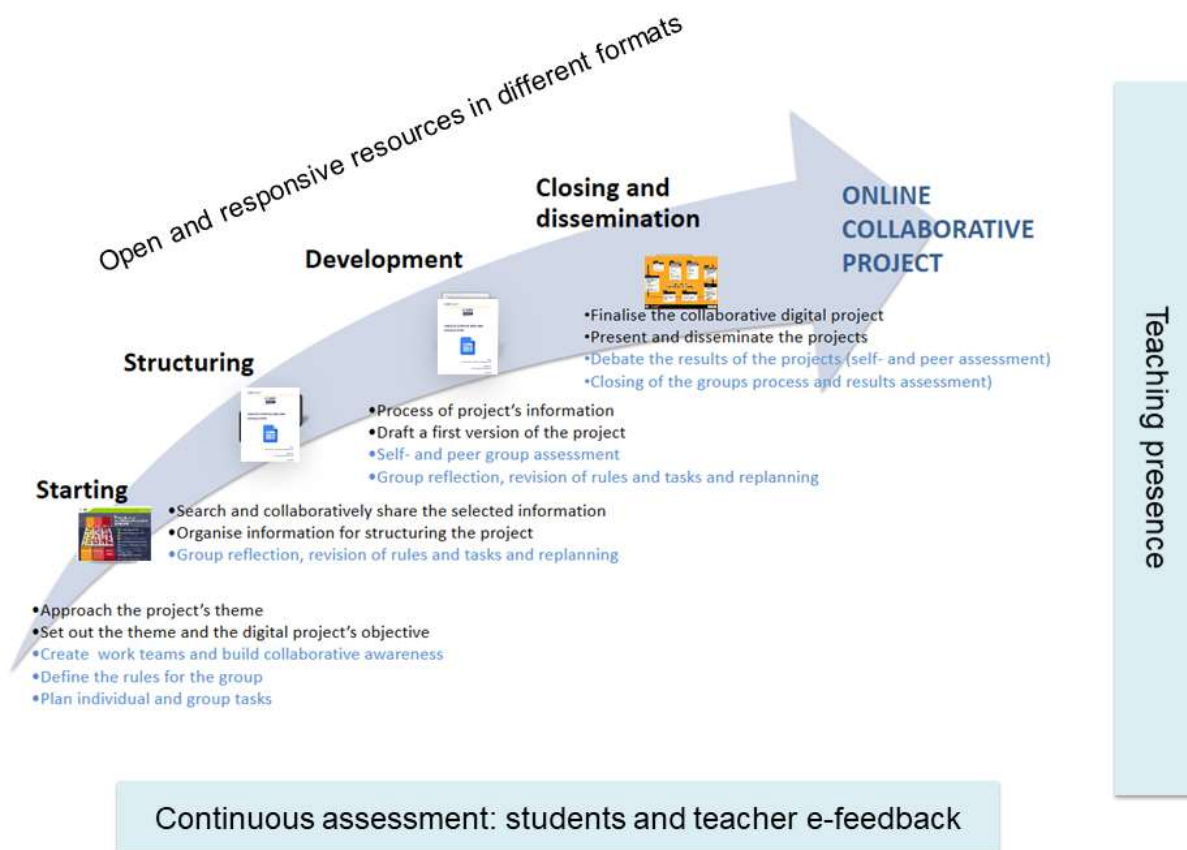 Open and responsive resources in different formats
Closing and
dissemination
ONLINE
COLLABORATIVE
PROJECT
•Finalise the collaborative digital project
•Present and disseminate the projects
•Debate the results of the projects (self- and peer assessment)
•Closing of the groups process and results assessment)
Development
•Process of project's information
•Draft a first version of the project
•Self- and peer group assessment
•Group reflection, revision of rules and tasks and replanning
Structuring
•Search and collaboratively share the selected information
•Organise information for structuring the project
•Group reflection, revision of rules and tasks and replanning
Starting
•Approach the project's theme
•Set out the theme and the digital project's objective
•Create  work teams and build collaborative awareness
•Define the rules for the group
•Plan individual and group tasks
Teaching presence
Continuous assessment: students and teacher e-feedback